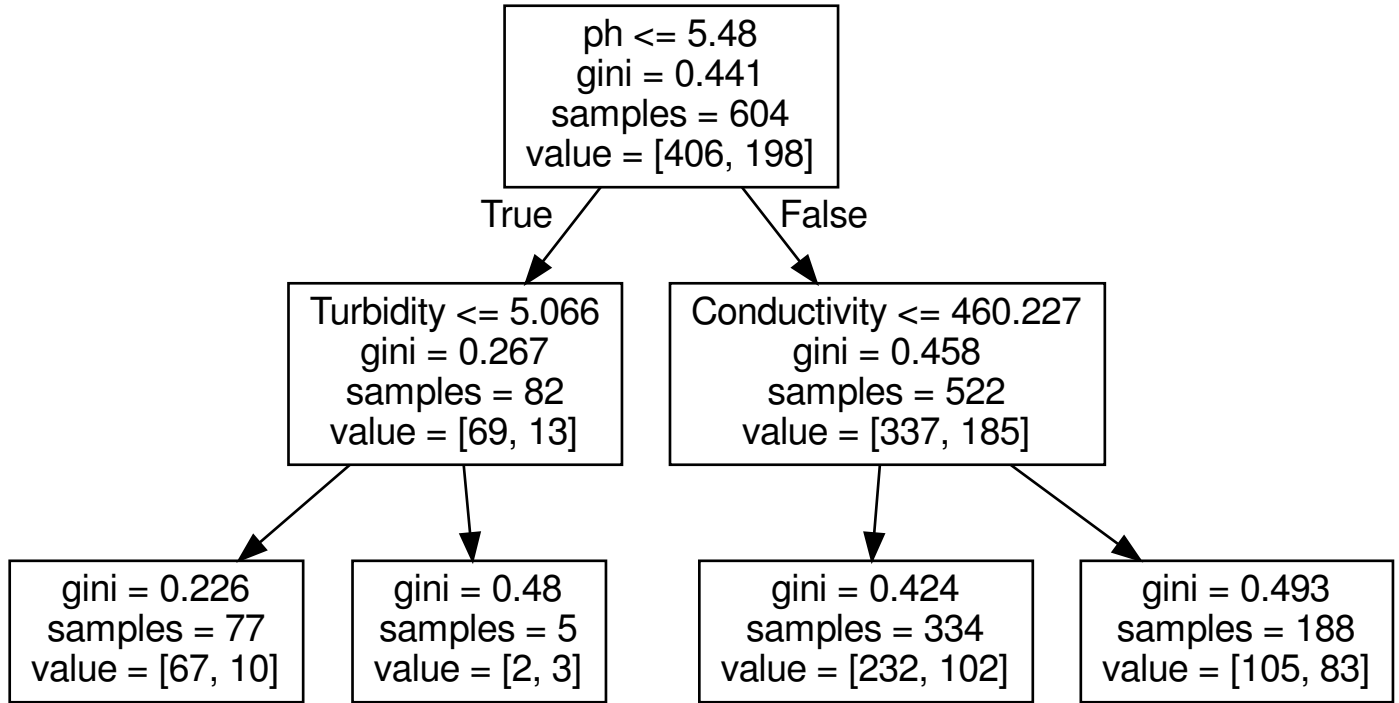 ph <= 5.48
gini = 0.441
samples = 604
value = [406, 198]
True
False
Turbidity <= 5.066
gini = 0.267
samples = 82
value = [69, 13]
Conductivity <= 460.227
gini = 0.458
samples = 522
value = [337, 185]
gini = 0.226
samples = 77
value = [67, 10]
gini = 0.48
samples = 5
value = [2, 3]
gini = 0.424
samples = 334
value = [232, 102]
gini = 0.493
samples = 188
value = [105, 83]